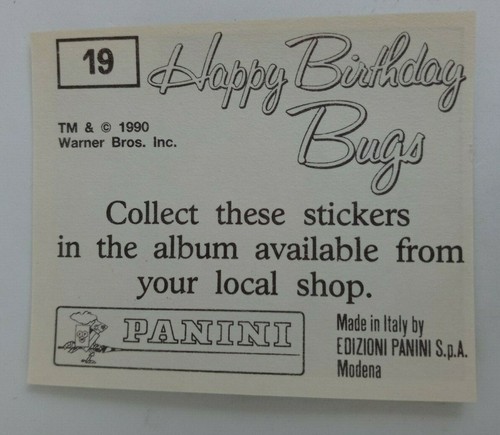 19
Happy Birthday
Bugs
TM & © 1990
Warner Bros. Inc.
Collect these stickers
in the album available from
your local shop.
PANINI
Made in Italy by
EDIZIONI PANINI S.p.A.
Modena